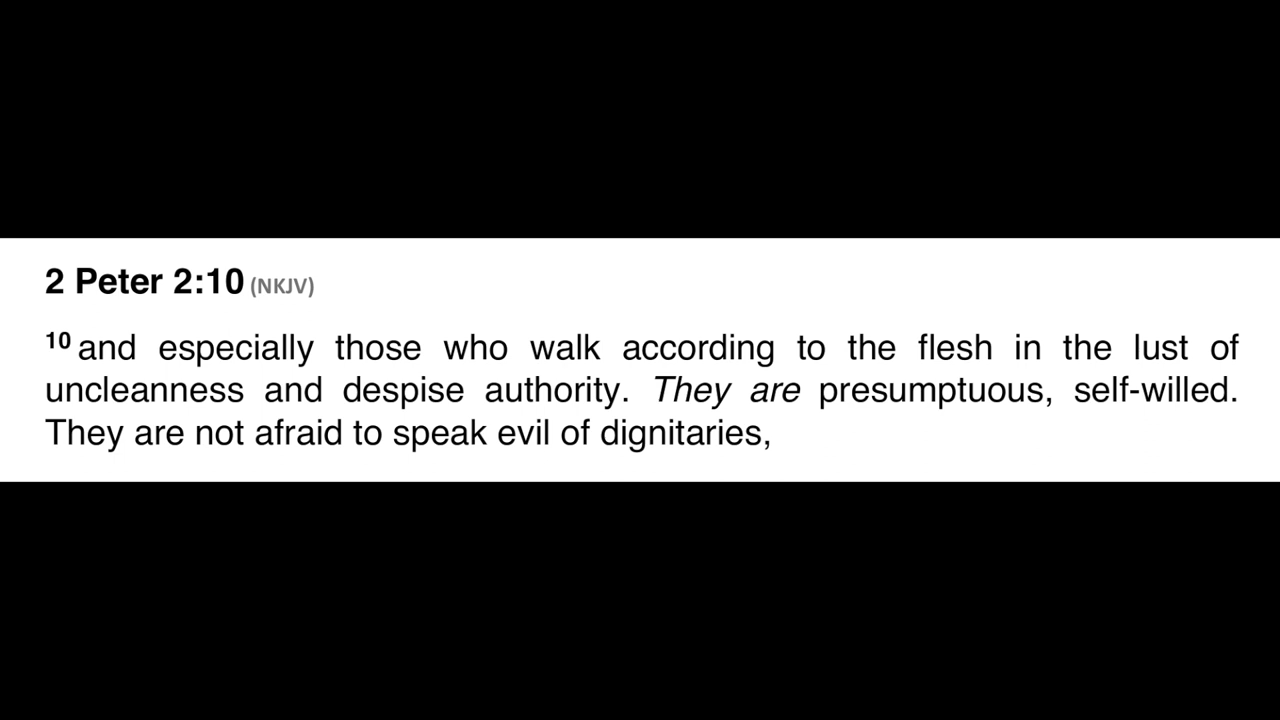 2 Peter 2:10 (NKJV)
10 and especially those who walk according to the flesh in the lust of
uncleanness and despise authority. They are presumptuous, self-willed.
They are not afraid to speak evil of dignitaries,